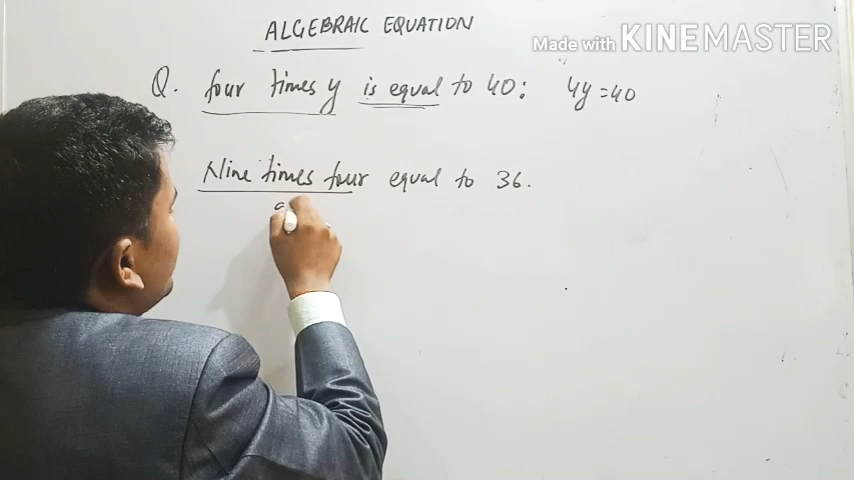 ALGEBRAIC EQUATION
Made with KINEMASTER
Q. four times y is equal to 40: 4y=40
Nine times four equal to 36.